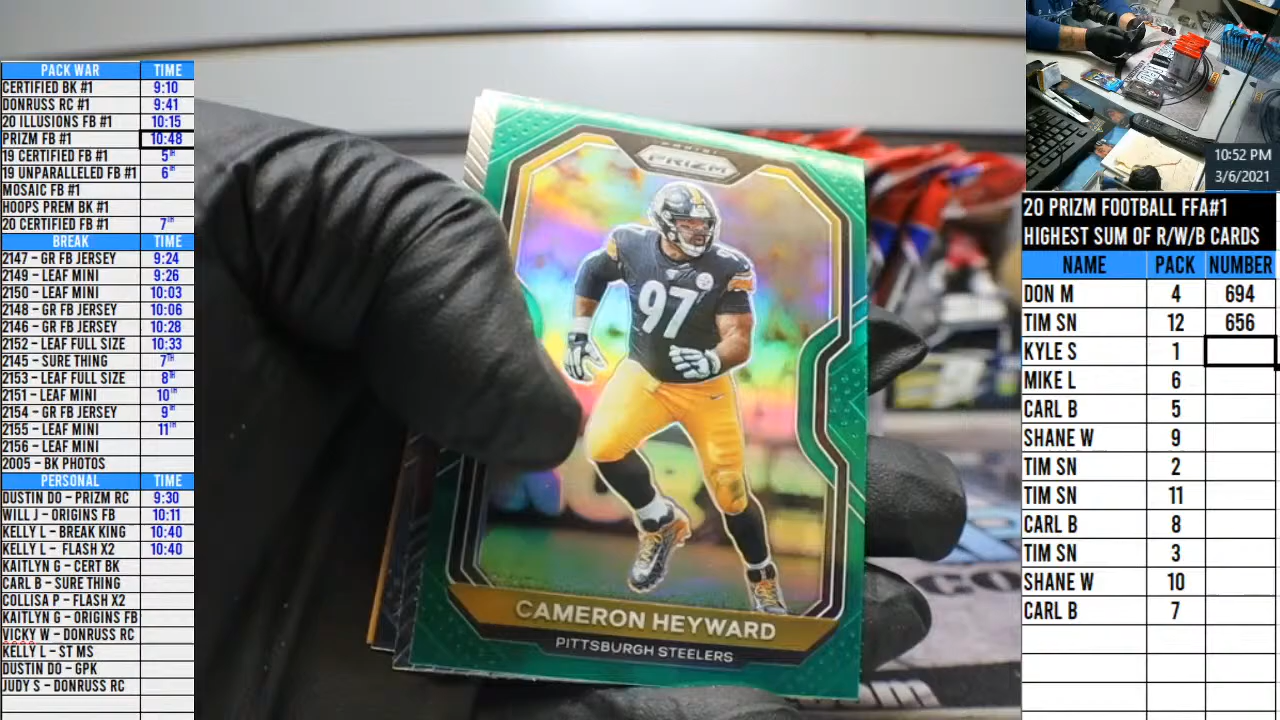 PACK WAR TIME
CERTIFIED BK #1 9:10
DONRUSS RC #1 9:41
20 ILLUSIONS FB #1 10:15
PRIZM FB #1 10:48
19 CERTIFIED FB #1 5TH
19 UNPARALLELED FB #1 6TH
MOSAIC FB #1
HOOPS PREM BK #1
20 CERTIFIED FB #1 7TH
BREAK TIME
2147 – GR FB JERSEY 9:24
2149 – LEAF MINI 9:26
2150 – LEAF MINI 10:03
2148 – GR FB JERSEY 10:06
2146 – GR FB JERSEY 10:28
2152 – LEAF FULL SIZE 10:33
2145 – SURE THING 7TH
2153 – LEAF FULL SIZE 8TH
2151 – LEAF MINI 10TH
2154 – GR FB JERSEY 9TH
2155 – LEAF MINI 11TH
2156 – LEAF MINI
2005 – BK PHOTOS
PERSONAL TIME
DUSTIN DO – PRIZM RC 9:30
WILL J – ORIGINS FB 10:11
KELLY L – BREAK KING 10:40
KELLY L – FLASH X2 10:40
KAITLYN G – CERT BK
CARL B – SURE THING
COLLISA P – FLASH X2
KAITLYN G – ORIGINS FB
VICKY W – DONRUSS RC
KELLY L – ST MS
DUSTIN DO – GPK
JUDY S – DONRUSS RC
PANINI
PRIZM
97
97
CAMERON HEYWARD
PITTSBURGH STEELERS
10:52 PM
3/6/2021
20 PRIZM FOOTBALL FFA#1
HIGHEST SUM OF R/W/B CARDS
NAME PACK NUMBER
DON M 4 694
TIM SN 12 656
KYLE S 1
MIKE L 6
CARL B 5
SHANE W 9
TIM SN 2
TIM SN 11
CARL B 8
TIM SN 3
SHANE W 10
CARL B 7